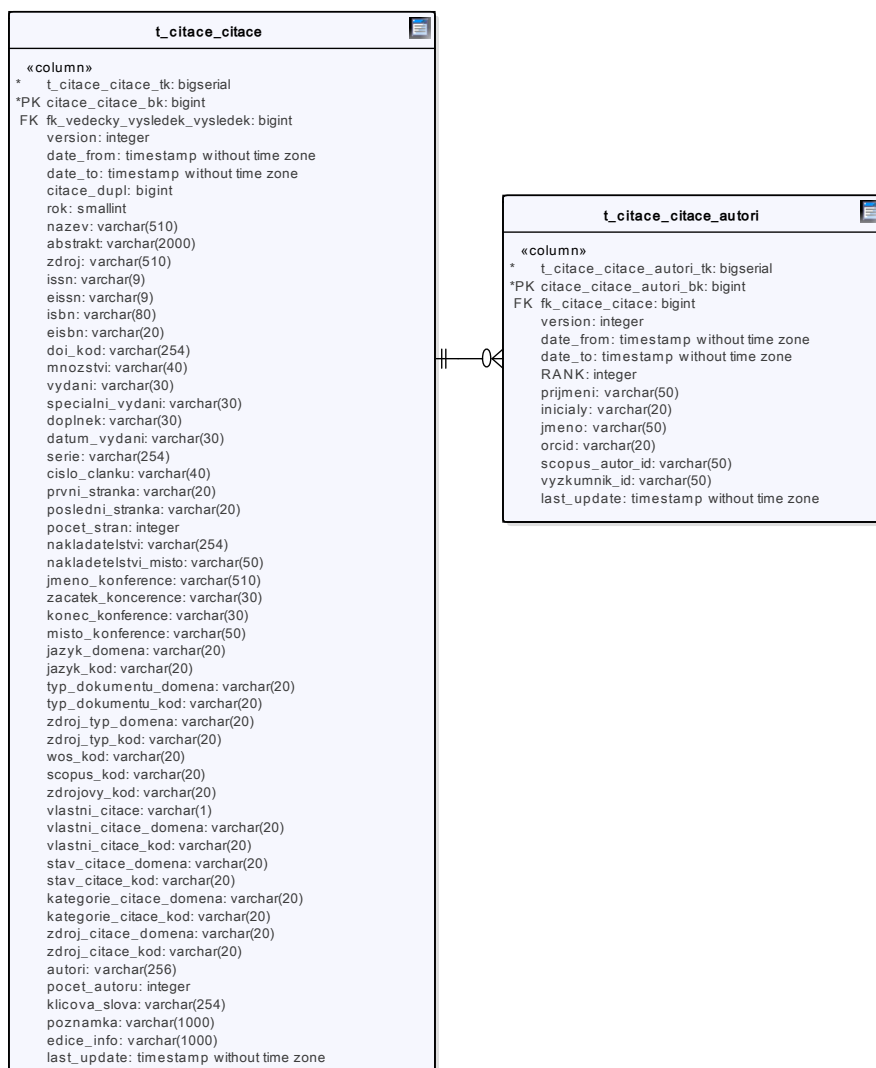 t_citace_citace
«column»
* t_citace_citace_tk: bigserial
*PK citace_citace_bk: bigint
FK fk_vedecky_vysledek_vysledek: bigint
version: integer
date_from: timestamp without time zone
date_to: timestamp without time zone
citace_dupl: bigint
rok: smallint
nazev: varchar(510)
abstrakt: varchar(2000)
zdroj: varchar(510)
issn: varchar(9)
eissn: varchar(9)
isbn: varchar(80)
eisbn: varchar(20)
doi_kod: varchar(254)
mnozstvi: varchar(40)
vydani: varchar(30)
specialni_vydani: varchar(30)
doplnek: varchar(30)
datum_vydani: varchar(30)
serie: varchar(254)
cislo_clanku: varchar(40)
prvni_stranka: varchar(20)
posledni_stranka: varchar(20)
pocet_stran: integer
nakladatelstvi: varchar(254)
nakladetelstvi_misto: varchar(50)
jmeno_konference: varchar(510)
zacatek_koncerence: varchar(30)
konec_konference: varchar(30)
misto_konference: varchar(50)
jazyk_domena: varchar(20)
jazyk_kod: varchar(20)
typ_dokumentu_domena: varchar(20)
typ_dokumentu_kod: varchar(20)
zdroj_typ_domena: varchar(20)
zdroj_typ_kod: varchar(20)
wos_kod: varchar(20)
scopus_kod: varchar(20)
zdrojovy_kod: varchar(20)
vlastni_citace: varchar(1)
vlastni_citace_domena: varchar(20)
vlastni_citace_kod: varchar(20)
stav_citace_domena: varchar(20)
stav_citace_kod: varchar(20)
kategorie_citace_domena: varchar(20)
kategorie_citace_kod: varchar(20)
zdroj_citace_domena: varchar(20)
zdroj_citace_kod: varchar(20)
autori: varchar(256)
pocet_autoru: integer
klicova_slova: varchar(254)
poznamka: varchar(1000)
edice_info: varchar(1000)
last_update: timestamp without time zone
t_citace_citace_autori
«column»
* t_citace_citace_autori_tk: bigserial
*PK citace_citace_autori_bk: bigint
FK fk_citace_citace: bigint
version: integer
date_from: timestamp without time zone
date_to: timestamp without time zone
RANK: integer
prijmeni: varchar(50)
inicialy: varchar(20)
jmeno: varchar(50)
orcid: varchar(20)
scopus_autor_id: varchar(50)
vyzkumnik_id: varchar(50)
last_update: timestamp without time zone